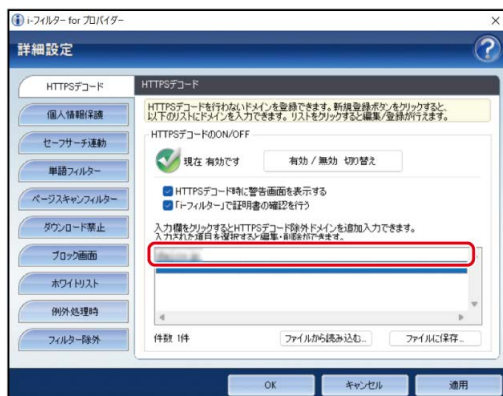 i-フィルター for プロバイダー
詳細設定
HTTPSデコード
個人情報保護
セーフサーチ連動
単語フィルター
ページスキャンフィルター
ダウンロード禁止
ブロック画面
ホワイトリスト
例外処理時
フィルター除外
HTTPSデコード
HTTPSデコードを行わないドメインを登録できます。新規登録ボタンをクリックすると、
以下のリストにドメインを入力できます。リストをクリックすると編集/登録が行えます。
HTTPSデコードのON/OFF
現在 有効です
有効 / 無効 切り替え
HTTPSデコード時に警告画面を表示する
「i-フィルター」で証明書の確認を行う
入力欄をクリックするとHTTPSデコード除外ドメインを追加入力できます。
入力された項目を選択すると編集・削除ができます。
件数 1件
ファイルから読み込む...
ファイルに保存...
OK
キャンセル
適用